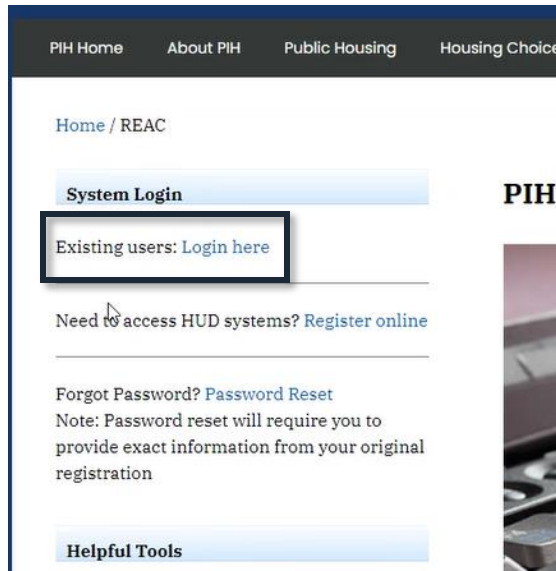 PIH Home About PIH Public Housing Housing Choice
Home / REAC
System Login
PIH
Existing users: Login here
Need to access HUD systems? Register online
Forgot Password? Password Reset
Note: Password reset will require you to
provide exact information from your original
registration
Helpful Tools